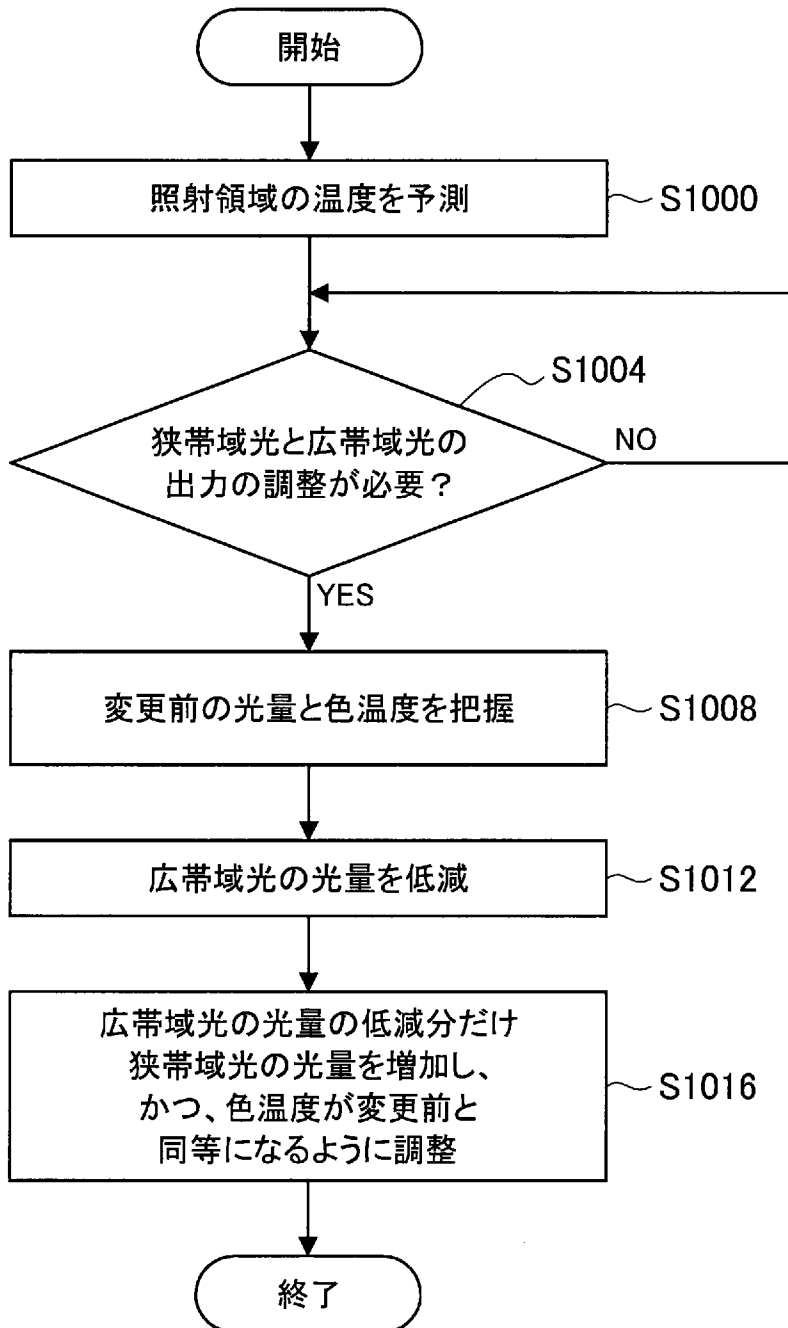 開始
照射領域の温度を予測
S1000
S1004
狭帯域光と広帯域光の
出力の調整が必要?
NO
YES
変更前の光量と色温度を把握
S1008
広帯域光の光量を低減
S1012
広帯域光の光量の低減分だけ
狭帯域光の光量を増加し、
かつ、色温度が変更前と
同等になるように調整
S1016
終了